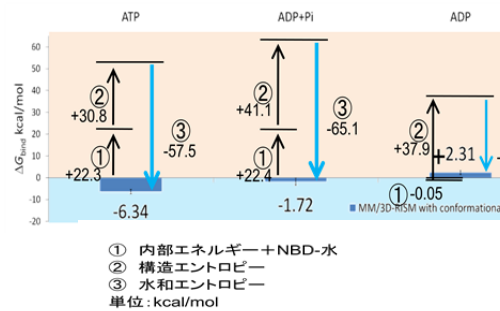 ATP ADP+Pi ADP
ΔGbind kcal/mol
60
50
40
30
20
10
0
-10
-20
② +30.8
① +22.3
③ -57.5
-6.34
② +41.1
① +22.4
③ -65.1
-1.72
② +37.9
+2.31
① -0.05
■ MM/3D-RISM with conformationa
① 内部エネルギー+NBD-水
② 構造エントロピー
③ 水和エントロピー
単位:kcal/mol